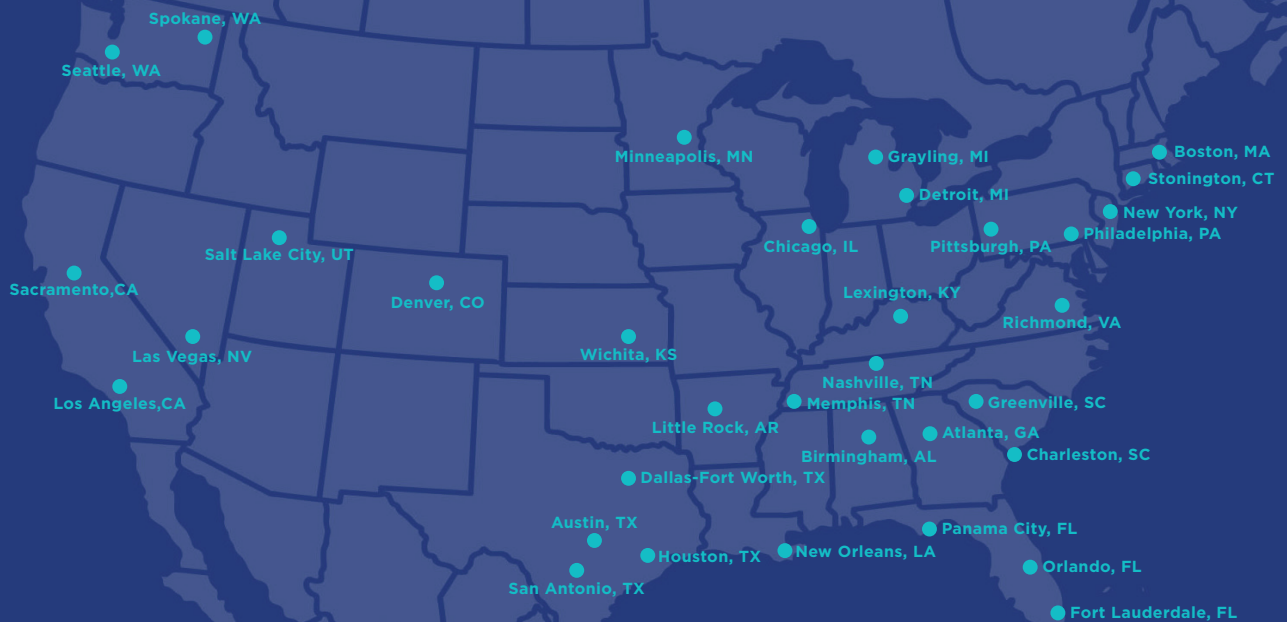 Spokane, WA
Seattle, WA
Minneapolis, MN
Grayling, MI
Boston, MA
Stonington, CT
Detroit, MI
New York, NY
Philadelphia, PA
Chicago, IL
Pittsburgh, PA
Salt Lake City, UT
Sacramento,CA
Denver, CO
Lexington, KY
Richmond, VA
Las Vegas, NV
Wichita, KS
Nashville, TN
Los Angeles,CA
Memphis, TN
Greenville, SC
Little Rock, AR
Atlanta, GA
Birmingham, AL
Charleston, SC
Dallas-Fort Worth, TX
Austin, TX
Panama City, FL
Houston, TX
New Orleans, LA
Orlando, FL
San Antonio, TX
Fort Lauderdale, FL